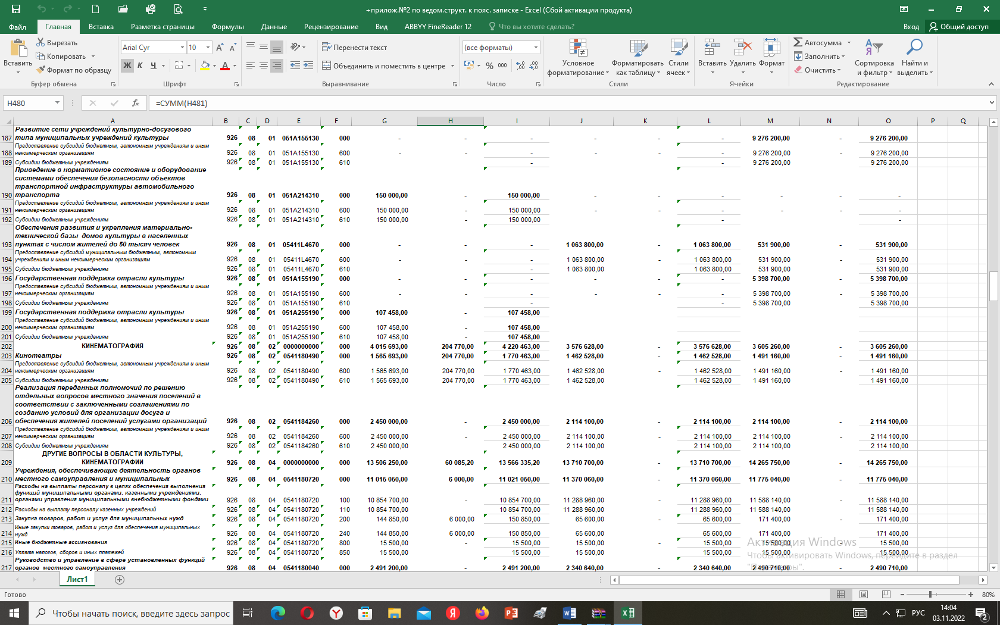 +прилож.№2 по ведом.структ. к пояс. записке - Excel (Сбой активации продукта)
Файл Главная Вставка Разметка страницы Формулы Данные Рецензирование Вид ABBYY FineReader 12 Что вы хотите сделать? Вход Общий доступ
Вставить Вырезать Копировать Формат по образцу
Arial Cyr 10 Ж К Ч
Перенести текст
Объединить и поместить в центре
(все форматы) % 000
Условное форматирование Форматировать как таблицу Стили ячеек
Вставить Удалить Формат
Автосумма Заполнить Очистить
Сортировка и фильтр Найти и выделить
Буфер обмена Шрифт Выравнивание Число Стили Ячейки Редактирование
H480 fx =СУММ(H481)
A B C D E F G H I J K L M N O P Q
Развитие сети учреждений культурно-досугового
187 типа муниципальных учреждений культуры 926 08 01 051A155130 000 - - - - - - 9 276 200,00 - 9 276 200,00
Предоставление субсидий бюджетным, автономным учреждениям и иным
188 некоммерческим организациям 926 08 01 051A155130 600 - - - - - - 9 276 200,00 - 9 276 200,00
189 Субсидии бюджетным учреждениям 926 08 01 051A155130 610 - - 9 276 200,00 9 276 200,00
Приведение в нормативное состояние и оборудование
системами обеспечения безопасности объектов
транспортной инфраструктуры автомобильного
190 транспорта 926 08 01 051A214310 000 150 000,00 - 150 000,00 - - - - - -
Предоставление субсидий бюджетным, автономным учреждениям и иным
191 некоммерческим организациям 926 08 01 051A214310 600 150 000,00 - 150 000,00 - - - - - -
192 Субсидии бюджетным учреждениям 926 08 01 051A214310 610 150 000,00 - 150 000,00 - -
Обеспечения развития и укрепления материально-
технической базы домов культуры в населенных
193 пунктах с числом жителей до 50 тысяч человек 926 08 01 05411L4670 000 - - - 1 063 800,00 - 1 063 800,00 531 900,00 - 531 900,00
Предоставление субсидий муниципальным бюджетным, автономным
194 учреждениям и иным некоммерческим организациям 926 08 01 05411L4670 600 - - - 1 063 800,00 - 1 063 800,00 531 900,00 - 531 900,00
195 Субсидии бюджетным учреждениям 926 08 01 05411L4670 610 - 1 063 800,00 - 1 063 800,00 531 900,00 - 531 900,00
196 Государственная поддержка отрасли культуры 926 08 01 051A155190 000 - - - - - - 5 398 700,00 - 5 398 700,00
Предоставление субсидий бюджетным, автономным учреждениям и иным
197 некоммерческим организациям 926 08 01 051A155190 600 - - - - - - 5 398 700,00 - 5 398 700,00
198 Субсидии бюджетным учреждениям 926 08 01 051A155190 610 - - 5 398 700,00 5 398 700,00
199 Государственная поддержка отрасли культуры 926 08 01 051A255190 000 107 458,00 - 107 458,00
Предоставление субсидий бюджетным, автономным учреждениям и иным
200 некоммерческим организациям 926 08 01 051A255190 600 107 458,00 - 107 458,00
201 Субсидии бюджетным учреждениям 926 08 01 051A255190 610 107 458,00 - 107 458,00
202 КИНЕМАТОГРАФИЯ 926 08 02 0000000000 000 4 015 693,00 204 770,00 4 220 463,00 3 576 628,00 - 3 576 628,00 3 605 260,00 - 3 605 260,00
203 Кинотеатры 926 08 02 0541180490 000 1 565 693,00 204 770,00 1 770 463,00 1 462 528,00 - 1 462 528,00 1 491 160,00 - 1 491 160,00
Предоставление субсидий бюджетным, автономным учреждениям и иным
204 некоммерческим организациям 926 08 02 0541180490 600 1 565 693,00 204 770,00 1 770 463,00 1 462 528,00 - 1 462 528,00 1 491 160,00 - 1 491 160,00
205 Субсидии бюджетным учреждениям 926 08 02 0541180490 610 1 565 693,00 204 770,00 1 770 463,00 1 462 528,00 1 462 528,00 1 491 160,00 1 491 160,00
Реализация переданных полномочий по решению
отдельных вопросов местного значения поселений в
соответствии с заключенными соглашениями по
созданию условий для организации досуга и
206 обеспечения жителей поселений услугами организаций 926 08 02 0541184260 000 2 450 000,00 - 2 450 000,00 2 114 100,00 - 2 114 100,00 2 114 100,00 - 2 114 100,00
Предоставление субсидий бюджетным, автономным учреждениям и иным
207 некоммерческим организациям 926 08 02 0541184260 600 2 450 000,00 - 2 450 000,00 2 114 100,00 - 2 114 100,00 2 114 100,00 - 2 114 100,00
208 Субсидии бюджетным учреждениям 926 08 02 0541184260 610 2 450 000,00 2 450 000,00 2 114 100,00 2 114 100,00 2 114 100,00 2 114 100,00
ДРУГИЕ ВОПРОСЫ В ОБЛАСТИ КУЛЬТУРЫ,
209 КИНЕМАТОГРАФИИ 926 08 04 0000000000 000 13 506 250,00 60 085,20 13 566 335,20 13 710 700,00 - 13 710 700,00 14 265 750,00 - 14 265 750,00
Учреждения, обеспечивающие деятельность органов
210 местного самоуправления и муниципальных 926 08 04 0541180720 000 11 015 050,00 6 000,00 11 021 050,00 11 370 060,00 - 11 370 060,00 11 775 040,00 - 11 775 040,00
Расходы на выплаты персоналу в целях обеспечения выполнения
функций муниципальными органами, казенными учреждениями,
211 органами управления муниципальными внебюджетными фондами 926 08 04 0541180720 100 10 854 700,00 - 10 854 700,00 11 288 960,00 - 11 288 960,00 11 588 140,00 - 11 588 140,00
212 Расходы на выплату персоналу казенных учреждений 926 08 04 0541180720 110 10 854 700,00 10 854 700,00 11 288 960,00 11 288 960,00 11 588 140,00 11 588 140,00
213 Закупка товаров, работ и услуг для муниципальных нужд 926 08 04 0541180720 200 144 850,00 6 000,00 150 850,00 65 600,00 - 65 600,00 171 400,00 - 171 400,00
Иные закупки товаров, работ и услуг для обеспечения муниципальных
214 нужд 926 08 04 0541180720 240 144 850,00 6 000,00 150 850,00 65 600,00 65 600,00 171 400,00 171 400,00
215 Иные бюджетные ассигнования 926 08 04 0541180720 800 15 500,00 - 15 500,00 15 500,00 - 15 500,00 15 500,00 - 15 500,00
216 Уплата налогов, сборов и иных платежей 926 08 04 0541180720 850 15 500,00 15 500,00 15 500,00 15 500,00 15 500,00 15 500,00
Руководство и управление в сфере установленных функций
217 органов местного самоуправления 926 08 04 0541180040 000 2 491 200,00 - 2 491 200,00 2 340 640,00 - 2 340 640,00 2 490 710,00 - 2 490 710,00
Активация Windows
Чтобы активировать Windows, перейдите в раздел
"Параметры".
Лист1
Готово 80%
Чтобы начать поиск, введите здесь запрос
РУС 14:04
03.11.2022 2